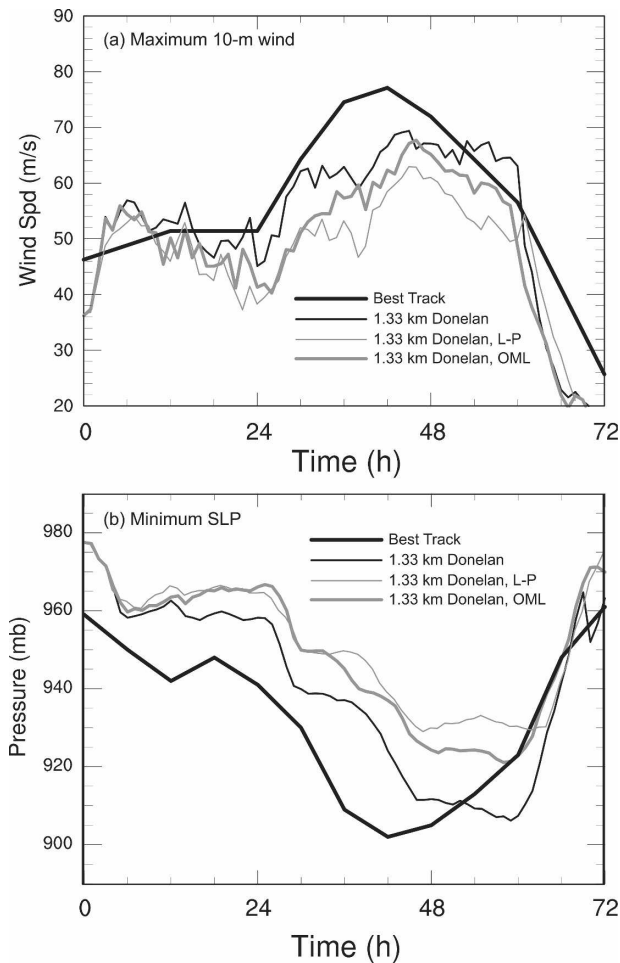 (a) Maximum 10-m wind
Wind Spd (m/s)
90
80
70
60
50
40
30
20
Best Track
1.33 km Donelan
1.33 km Donelan, L-P
1.33 km Donelan, OML
0
24
48
72
Time (h)
(b) Minimum SLP
Pressure (mb)
980
960
940
920
900
Best Track
1.33 km Donelan
1.33 km Donelan, L-P
1.33 km Donelan, OML
0
24
48
72
Time (h)